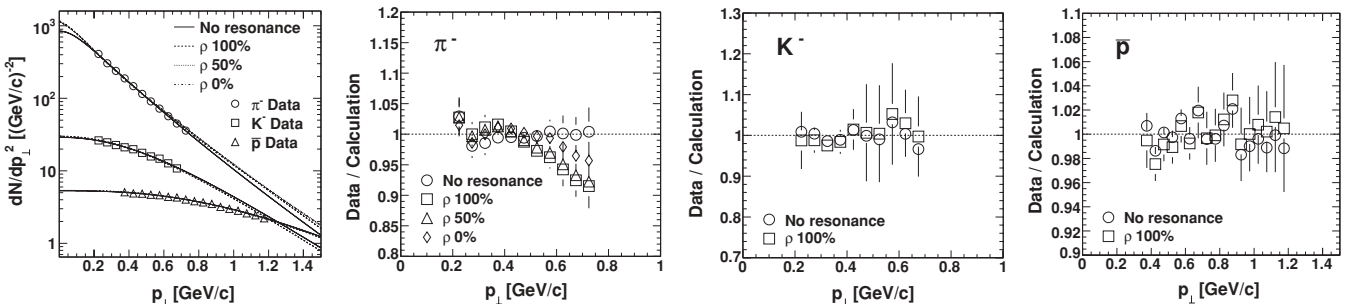 dN/dp⊥² [(GeV/c)⁻²]
10³
10²
10
1
No resonance
ρ 100%
ρ 50%
ρ 0%
π⁻ Data
K⁻ Data
p̅ Data
0.2 0.4 0.6 0.8 1 1.2 1.4
p⊥ [GeV/c]
Data / Calculation
1.2
1.15
1.1
1.05
1
0.95
0.9
0.85
0.8
π⁻
No resonance
ρ 100%
ρ 50%
ρ 0%
0 0.2 0.4 0.6 0.8 1
p⊥ [GeV/c]
Data / Calculation
1.3
1.2
1.1
1
0.9
0.8
0.7
K⁻
No resonance
ρ 100%
0 0.2 0.4 0.6 0.8 1
p⊥ [GeV/c]
Data / Calculation
1.1
1.08
1.06
1.04
1.02
1
0.98
0.96
0.94
0.92
0.9
p̅
No resonance
ρ 100%
0 0.2 0.4 0.6 0.8 1 1.2 1.4
p⊥ [GeV/c]